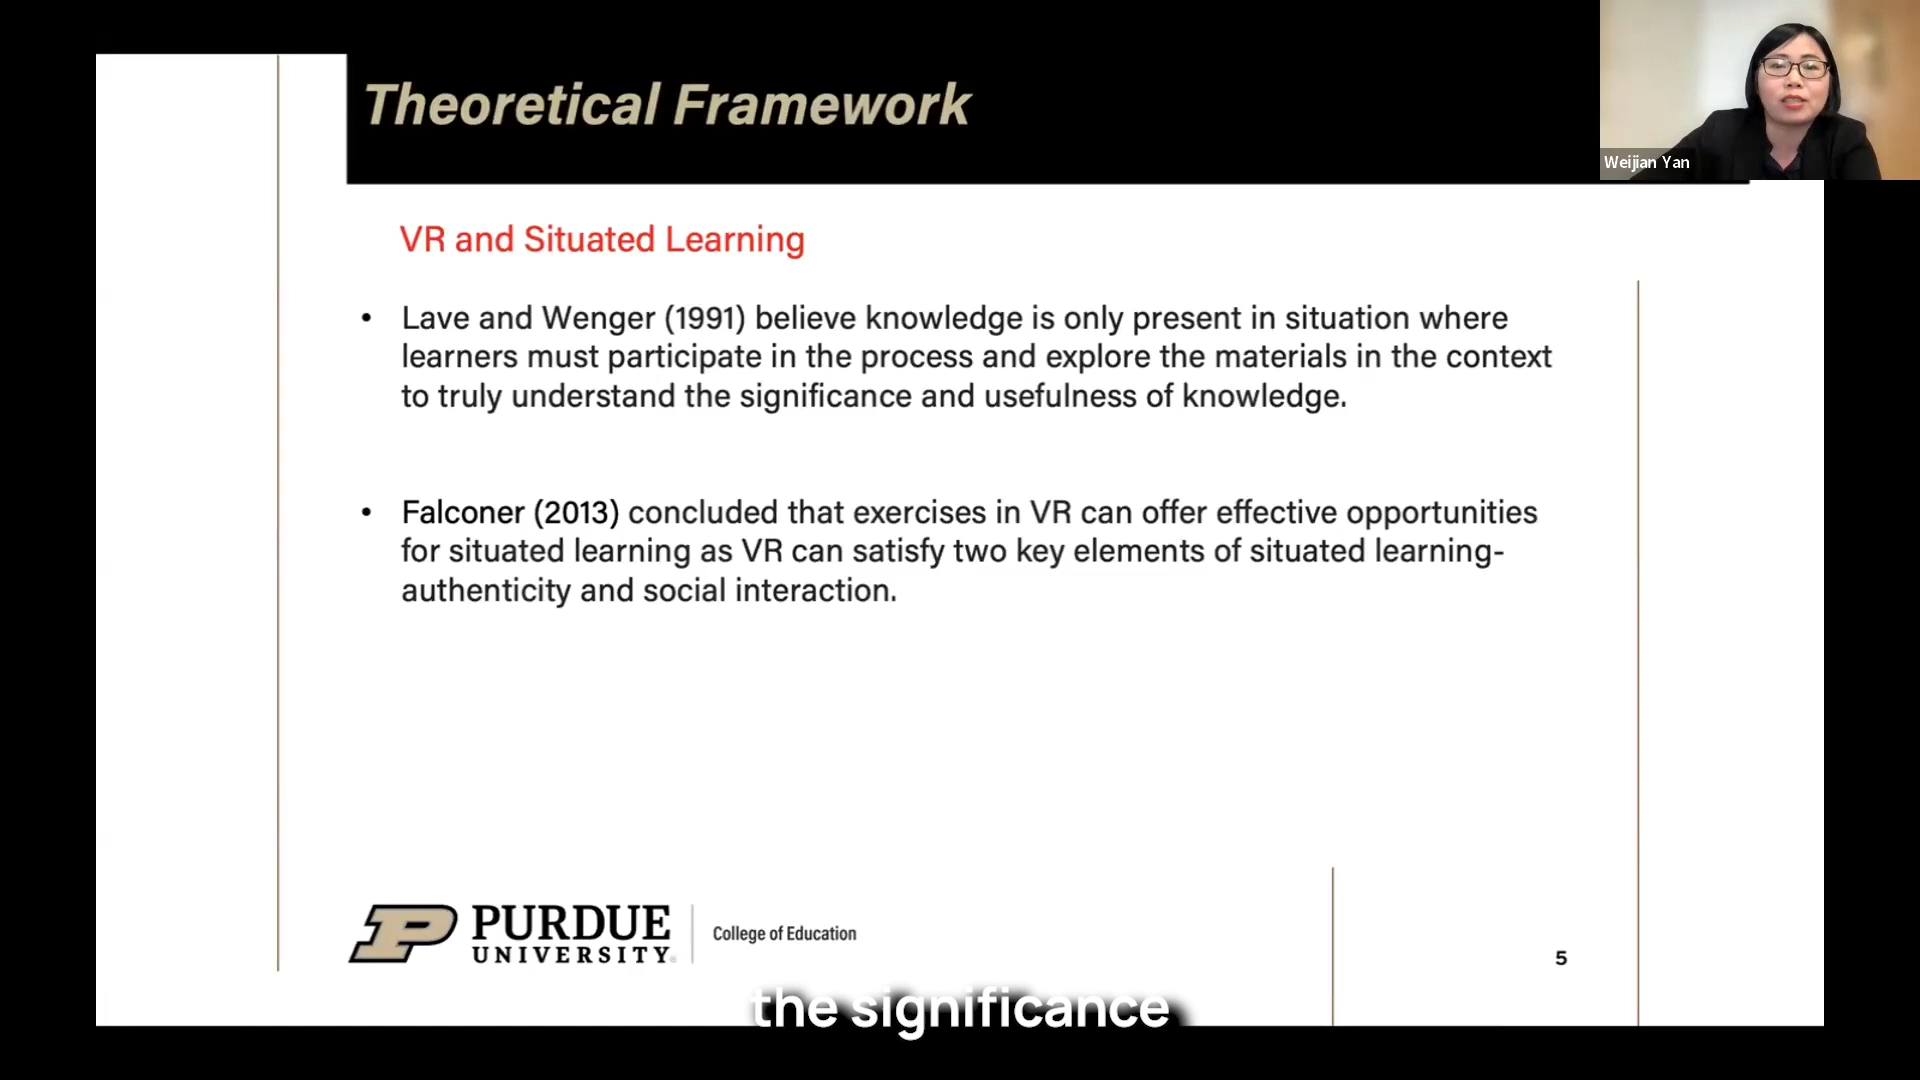 Theoretical Framework
Weijian Yan
VR and Situated Learning
• Lave and Wenger (1991) believe knowledge is only present in situation where
learners must participate in the process and explore the materials in the context
to truly understand the significance and usefulness of knowledge.
• Falconer (2013) concluded that exercises in VR can offer effective opportunities
for situated learning as VR can satisfy two key elements of situated learning-
authenticity and social interaction.
PURDUE
UNIVERSITY®
College of Education
5
the significance